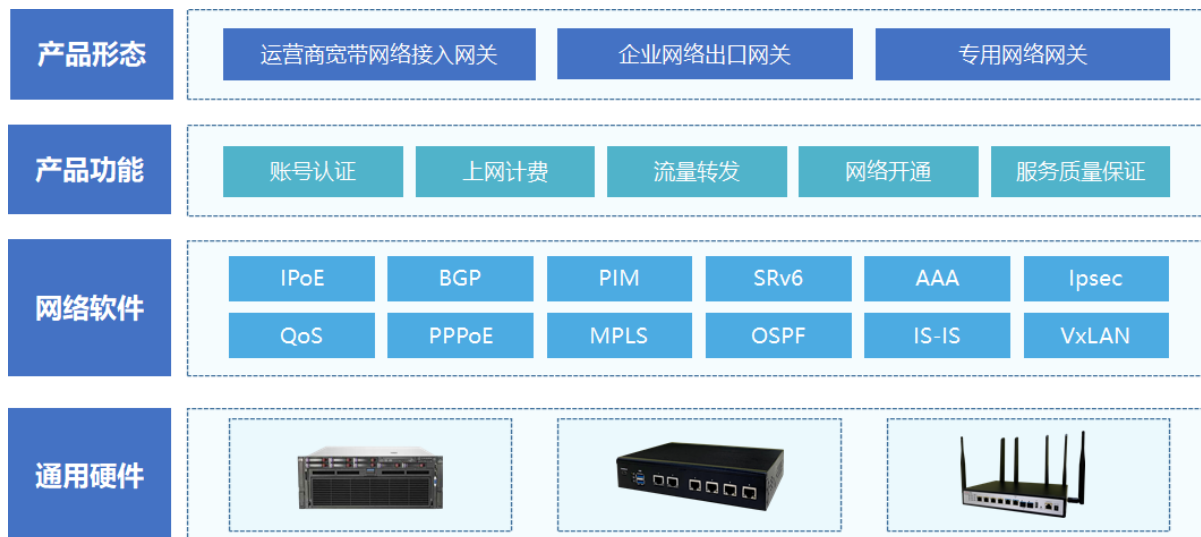 产品形态
运营商宽带网络接入网关 企业网络出口网关 专用网络网关
产品功能
账号认证 上网计费 流量转发 网络开通 服务质量保证
网络软件
IPoE BGP PIM SRv6 AAA Ipsec
QoS PPPoE MPLS OSPF IS-IS VxLAN
通用硬件